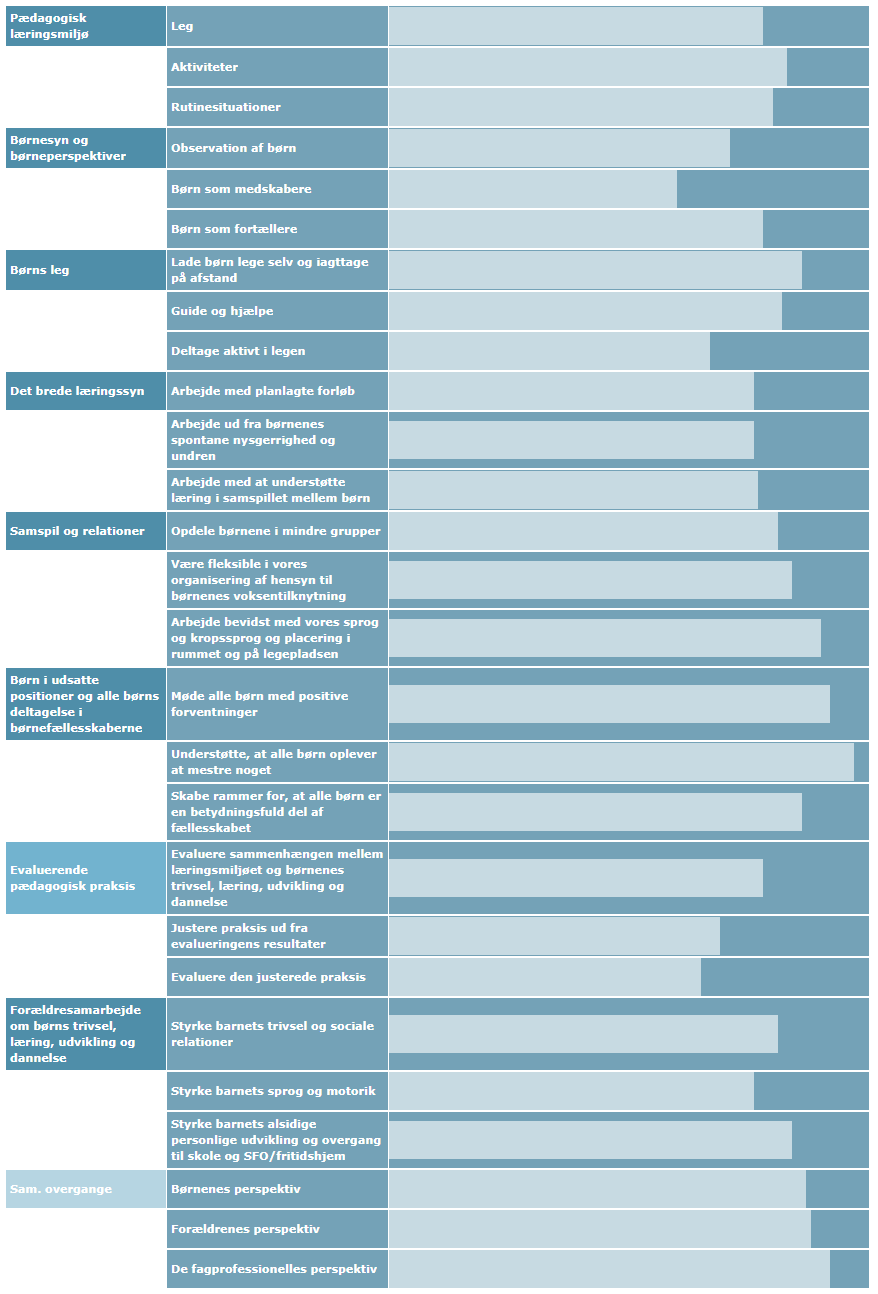 Pædagogisk
læringsmiljø
Leg
Aktiviteter
Rutinesituationer
Børnesyn og
børneperspektiver
Observation af børn
Børn som medskabere
Børn som fortællere
Børns leg
Lade børn lege selv og iagttage
på afstand
Guide og hjælpe
Deltage aktivt i legen
Det brede læringssyn
Arbejde med planlagte forløb
Arbejde ud fra børnenes
spontane nysgerrighed og
undren
Arbejde med at understøtte
læring i samspillet mellem børn
Samspil og relationer
Opdele børnene i mindre grupper
Være fleksible i vores
organisering af hensyn til
børnenes voksentilknytning
Arbejde bevidst med vores sprog
og kropssprog og placering i
rummet og på legepladsen
Børn i udsatte
positioner og alle børns
deltagelse i
børnefællesskaberne
Møde alle børn med positive
forventninger
Understøtte, at alle børn oplever
at mestre noget
Skabe rammer for, at alle børn er
en betydningsfuld del af
fællesskabet
Evaluerende
pædagogisk praksis
Evaluere sammenhængen mellem
læringsmiljøet og børnenes
trivsel, læring, udvikling og
dannelse
Justere praksis ud fra
evalueringens resultater
Evaluere den justerede praksis
Forældresamarbejde
om børns trivsel,
læring, udvikling og
dannelse
Styrke barnets trivsel og sociale
relationer
Styrke barnets sprog og motorik
Styrke barnets alsidige
personlige udvikling og overgang
til skole og SFO/fritidshjem
Sam. overgange
Børnenes perspektiv
Forældrenes perspektiv
De fagprofessionelles perspektiv